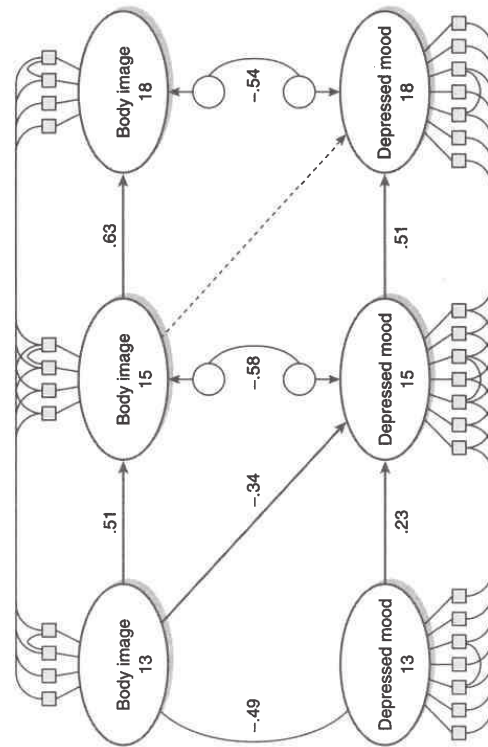 Body image
13
.51
Body image
15
.63
Body image
18
–.49
–.34
–.58
–.54
Depressed mood
13
.23
Depressed mood
15
.51
Depressed mood
18